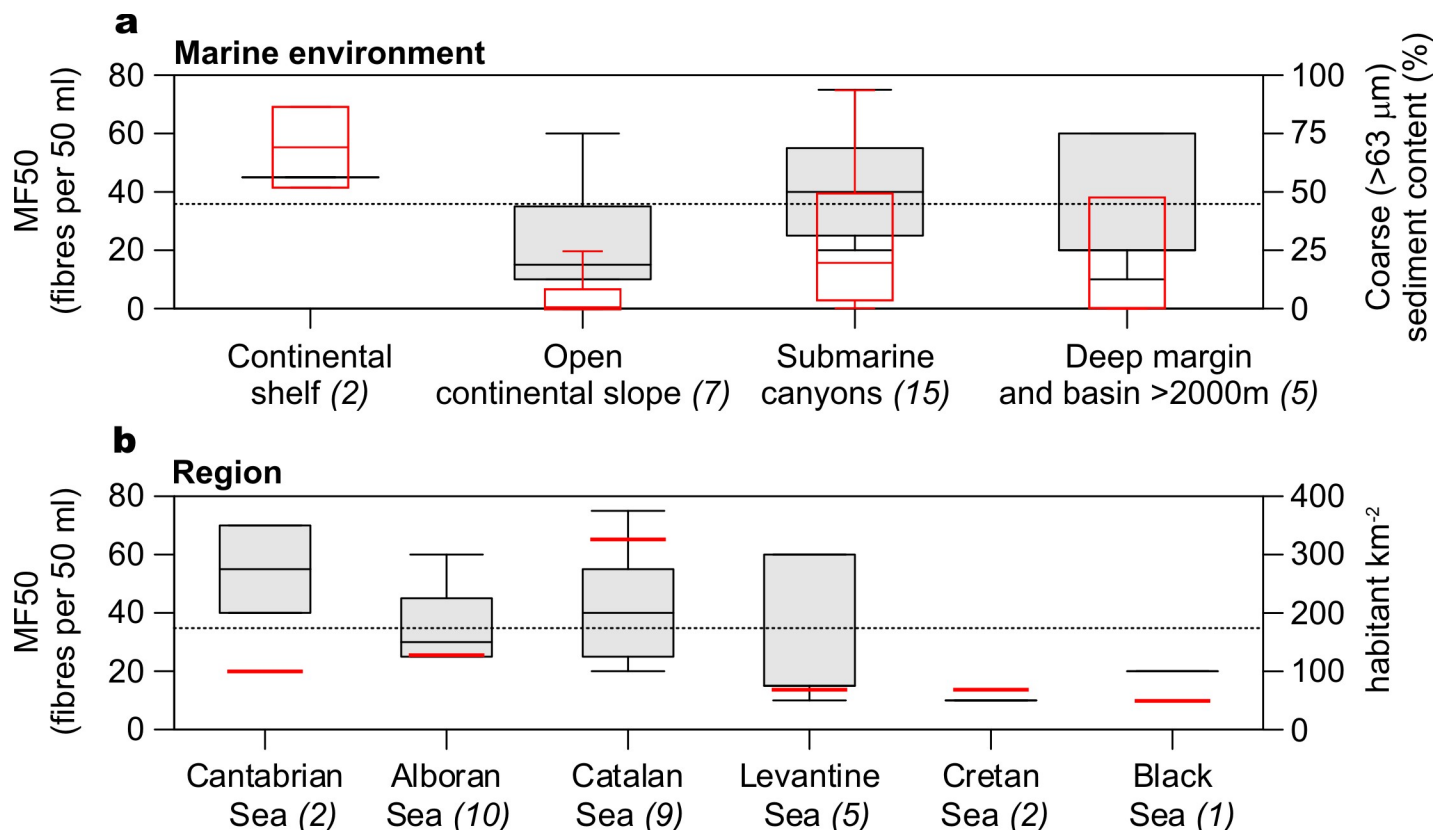 a
Marine environment
MF50
(fibres per 50 ml)
80
60
40
20
0
100
75
50
25
0
Coarse (>63 μm)
sediment content (%)
Continental
shelf (2)
Open
continental slope (7)
Submarine
canyons (15)
Deep margin
and basin >2000m (5)
b
Region
MF50
(fibres per 50 ml)
80
60
40
20
0
400
300
200
100
0
habitant km-2
Cantabrian
Sea (2)
Alboran
Sea (10)
Catalan
Sea (9)
Levantine
Sea (5)
Cretan
Sea (2)
Black
Sea (1)